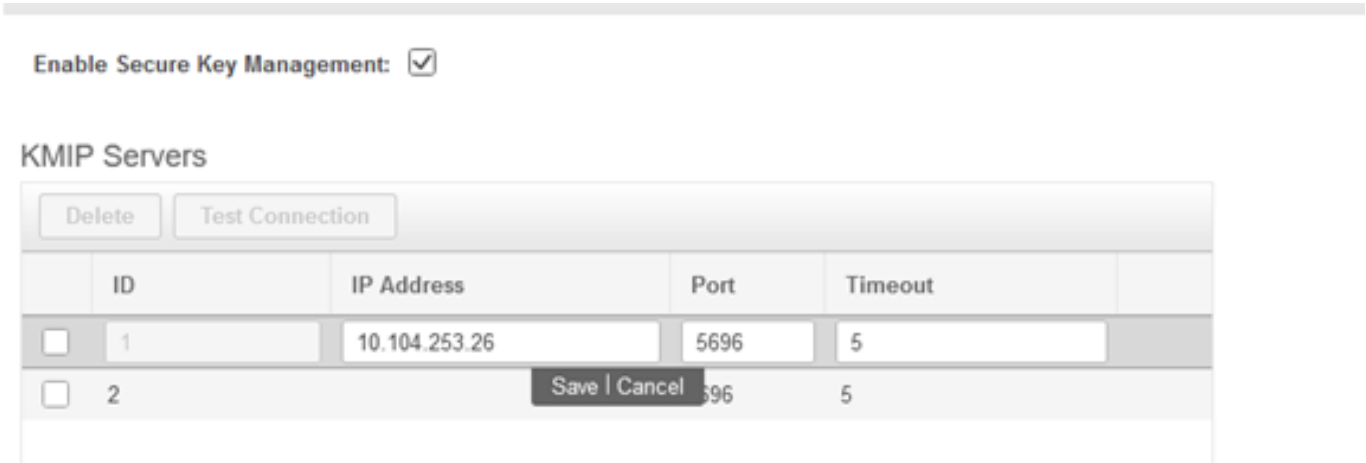 Enable Secure Key Management:
KMIP Servers
Delete Test Connection
ID IP Address Port Timeout
1 10.104.253.26 5696 5
Save | Cancel
2 696 5